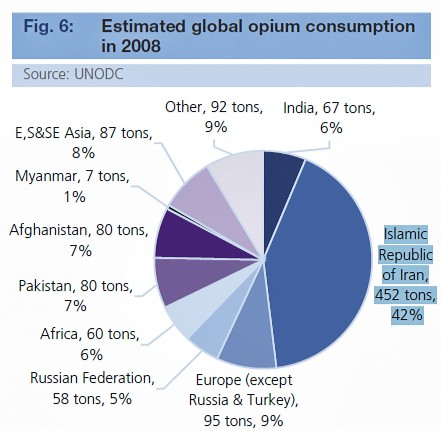 Fig. 6: Estimated global opium consumption
in 2008
Source: UNODC
Other, 92 tons,
9%
India, 67 tons,
6%
E,S&SE Asia, 87 tons,
8%
Myanmar, 7 tons,
1%
Afghanistan, 80 tons,
7%
Pakistan, 80 tons,
7%
Africa, 60 tons,
6%
Russian Federation,
58 tons, 5%
Europe (except
Russia & Turkey),
95 tons, 9%
Islamic
Republic
of Iran,
452 tons,
42%